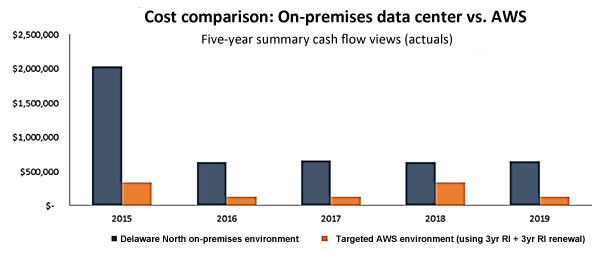 Cost comparison: On-premises data center vs. AWS
Five-year summary cash flow views (actuals)
$2,500,000
$2,000,000
$1,500,000
$1,000,000
$500,000
$-
2015 2016 2017 2018 2019
Delaware North on-premises environment Targeted AWS environment (using 3yr RI + 3yr RI renewal)